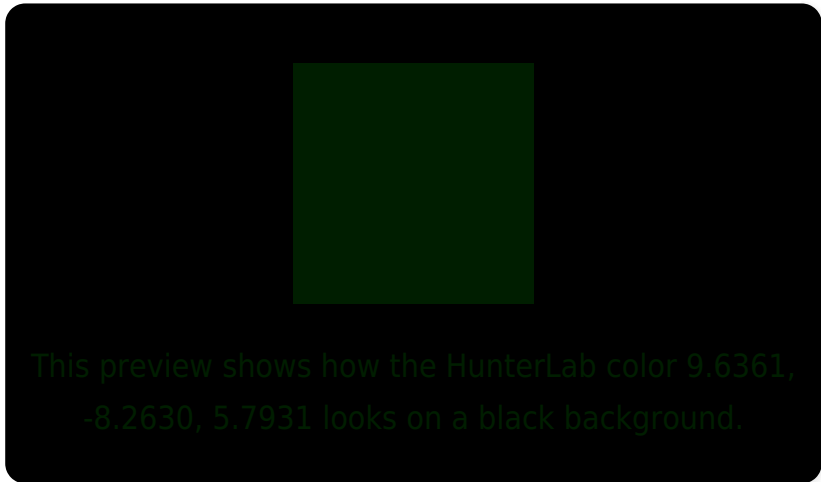 This preview shows how the HunterLab color 9.6361,
-8.2630, 5.7931 looks on a black background.